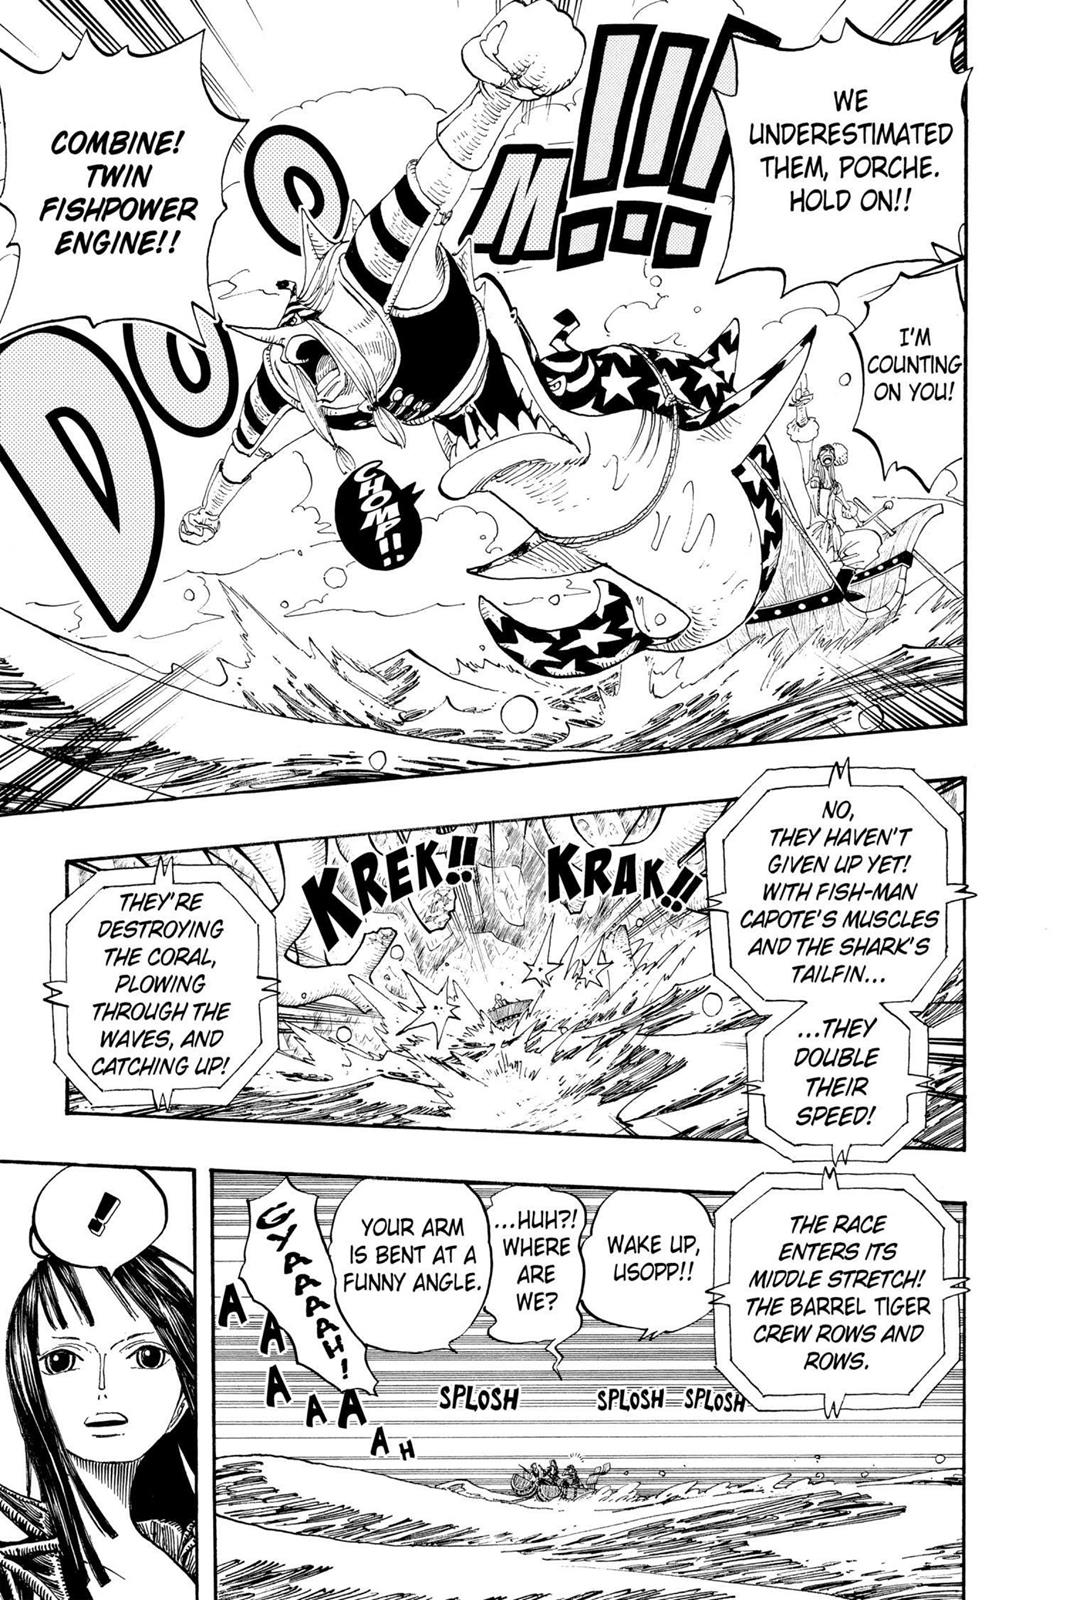 WE
UNDERESTIMATED
THEM, PORCHE.
HOLD ON!!
COMBINE!
TWIN
FISHPOWER
ENGINE!!
DOOOM!!!
I'M
COUNTING
ON YOU!
CHOMP!!
NO,
THEY HAVEN'T
GIVEN UP YET!
WITH FISH-MAN
CAPOTE'S MUSCLES
AND THE SHARK'S
TAILFIN...
...THEY
DOUBLE
THEIR
SPEED!
KRAK!!
KREK!!
THEY'RE
DESTROYING
THE CORAL,
PLOWING
THROUGH THE
WAVES, AND
CATCHING UP!
THE RACE
ENTERS ITS
MIDDLE STRETCH!
THE BARREL TIGER
CREW ROWS AND
ROWS.
WAKE UP,
USOPP!!
...HUH?!
WHERE
ARE
WE?
YOUR ARM
IS BENT AT A
FUNNY ANGLE.
GYAAAAH!
AAAAAAH
SPLOSH SPLOSH SPLOSH
!